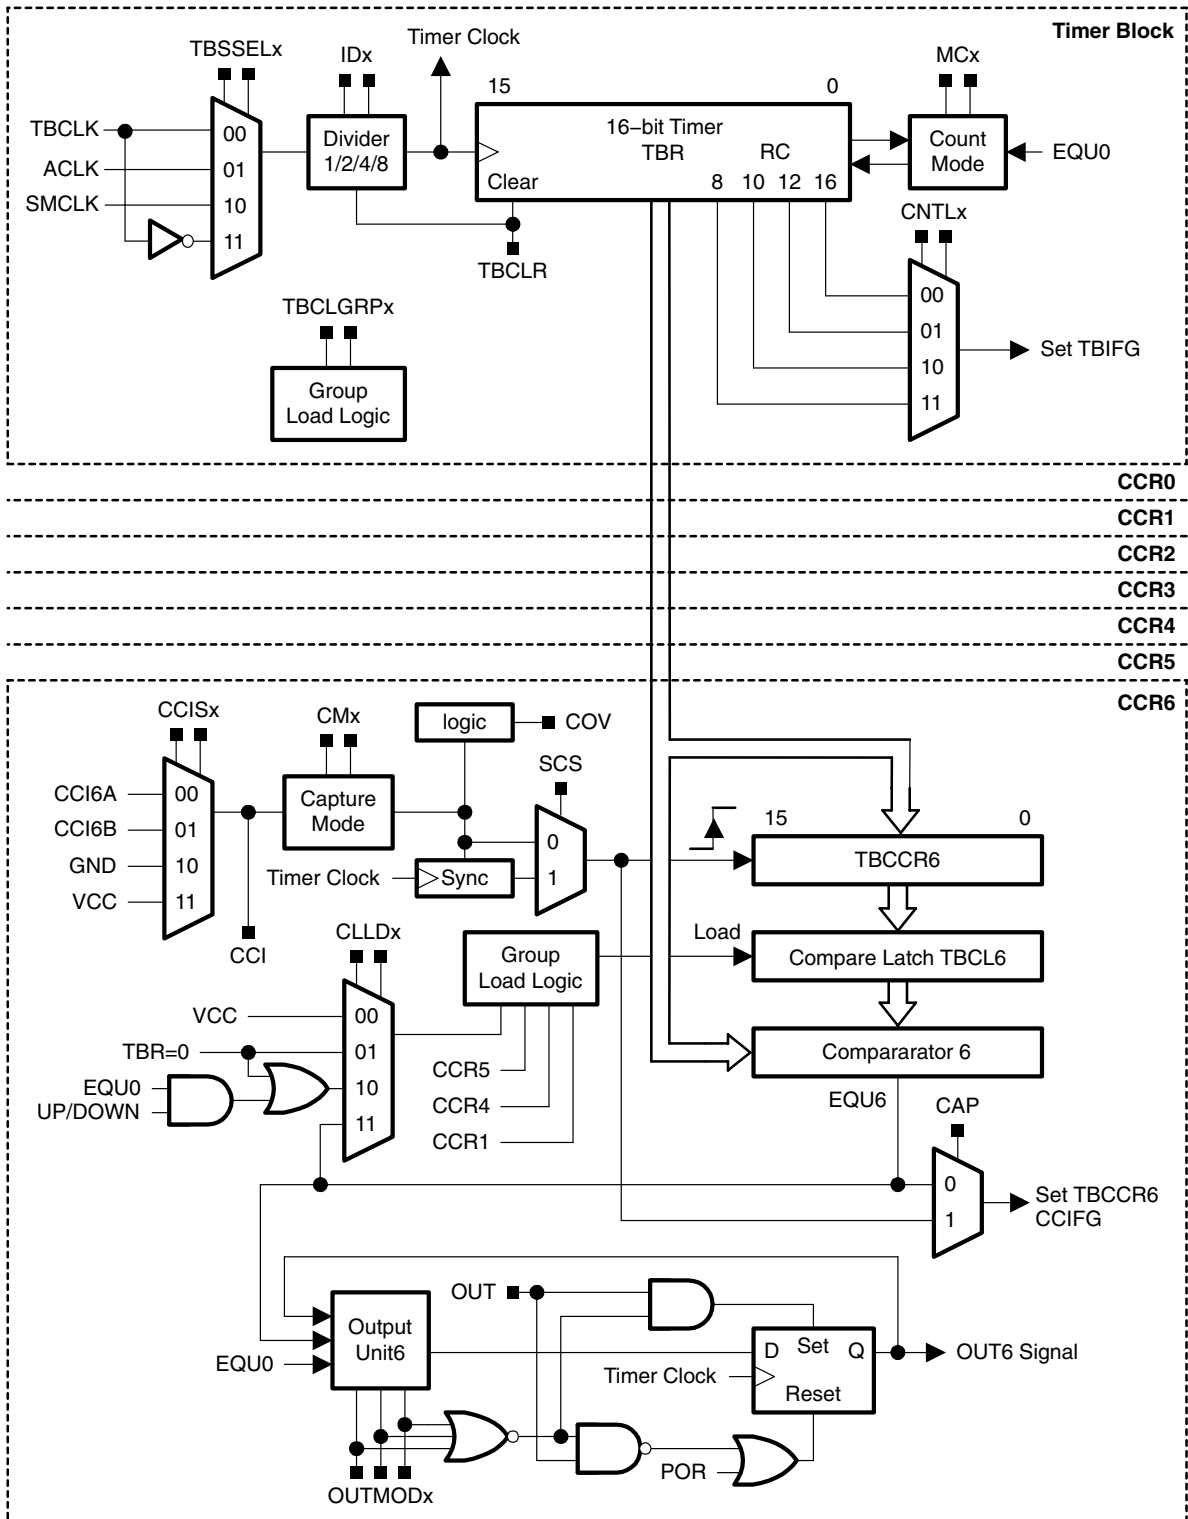 Timer Block
TBSSELx
IDx
Timer Clock
15
0
MCx
TBCLK
ACLK
SMCLK
00
01
10
11
Divider
1/2/4/8
16−bit Timer
TBR
RC
Clear
8 10 12 16
Count
Mode
EQU0
TBCLR
CNTLx
00
01
10
11
Set TBIFG
TBCLGRPx
Group
Load Logic
CCR0
CCR1
CCR2
CCR3
CCR4
CCR5
CCR6
CCISx
CMx
logic
COV
SCS
CCI6A
CCI6B
GND
VCC
00
01
10
11
Capture
Mode
CCI
Timer Clock
Sync
0
1
15
0
TBCCR6
Load
Compare Latch TBCL6
Compararator 6
EQU6
CLLDx
Group
Load Logic
VCC
TBR=0
EQU0
UP/DOWN
00
01
10
11
CCR5
CCR4
CCR1
CAP
0
1
Set TBCCR6
CCIFG
OUT
Output
Unit6
EQU0
Timer Clock
D
Set
Q
Reset
OUT6 Signal
POR
OUTMODx